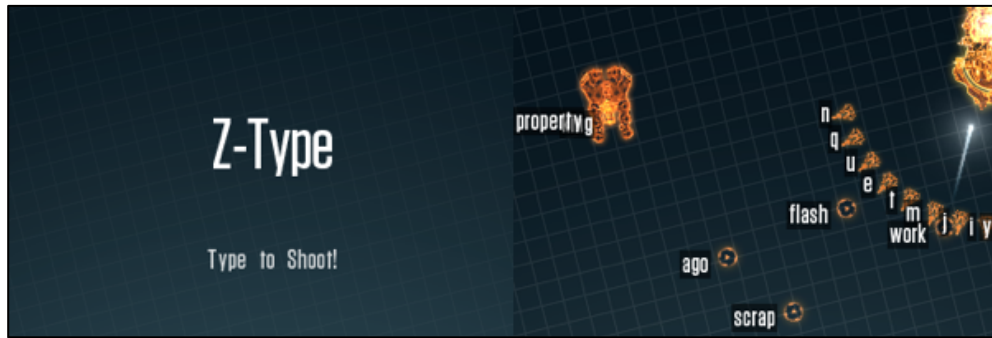 Z-Type
Type to Shoot!
property
n
q
u
e
t
m
j
i
y
flash
work
ago
scrap